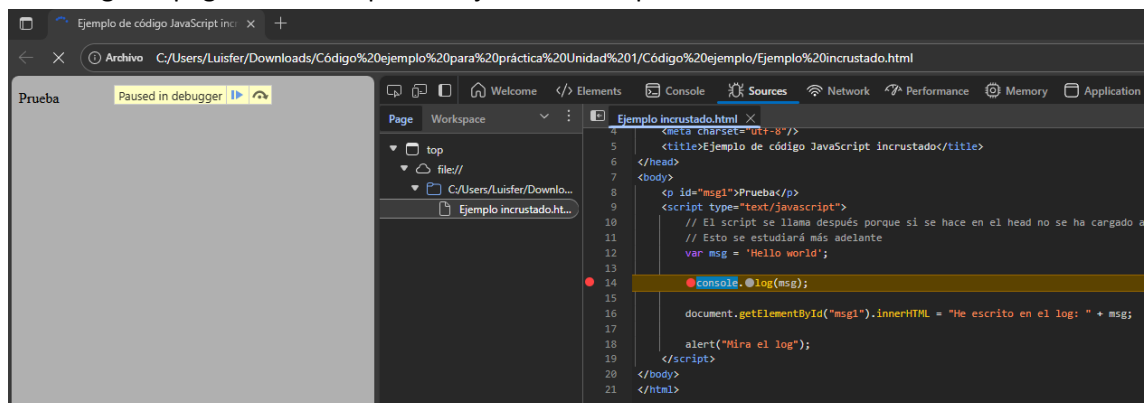 Ejemplo de código JavaScript inc
Archivo C:/Users/Luisfer/Downloads/Código%20ejemplo%20para%20práctica%20Unidad%201/Código%20ejemplo/Ejemplo%20incrustado.html
Prueba
Paused in debugger
Welcome </> Elements Console Sources Network Performance Memory Application
Page Workspace
Ejemplo incrustado.html
top
file://
C:/Users/Luisfer/Downlo...
Ejemplo incrustado.ht...
4 <meta charset="utf-8"/>
5 <title>Ejemplo de código JavaScript incrustado</title>
6 </head>
7 <body>
8 <p id="msg1">Prueba</p>
9 <script type="text/javascript">
10 // El script se llama después porque si se hace en el head no se ha cargado a
11 // Esto se estudiará más adelante
12 var msg = 'Hello world';
13
14 console.log(msg);
15
16 document.getElementById("msg1").innerHTML = "He escrito en el log: " + msg;
17
18 alert("Mira el log");
19 </script>
20 </body>
21 </html>